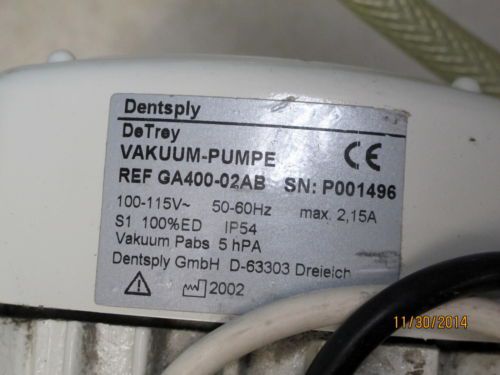 Dentsply
DeTrey
VAKUUM-PUMPE
REF GA400-02AB SN: P001496
100-115V~ 50-60Hz max. 2,15A
S1 100%ED IP54
Vakuum Pabs 5 hPA
Dentsply GmbH D-63303 Dreieich
2002
CE
11/30/2014